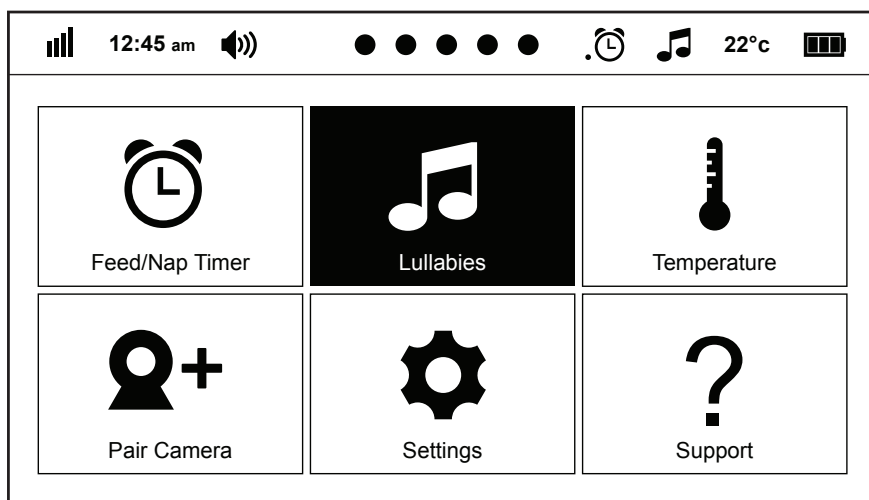 12:45 am 22°c
Feed/Nap Timer Lullabies Temperature
Pair Camera Settings Support